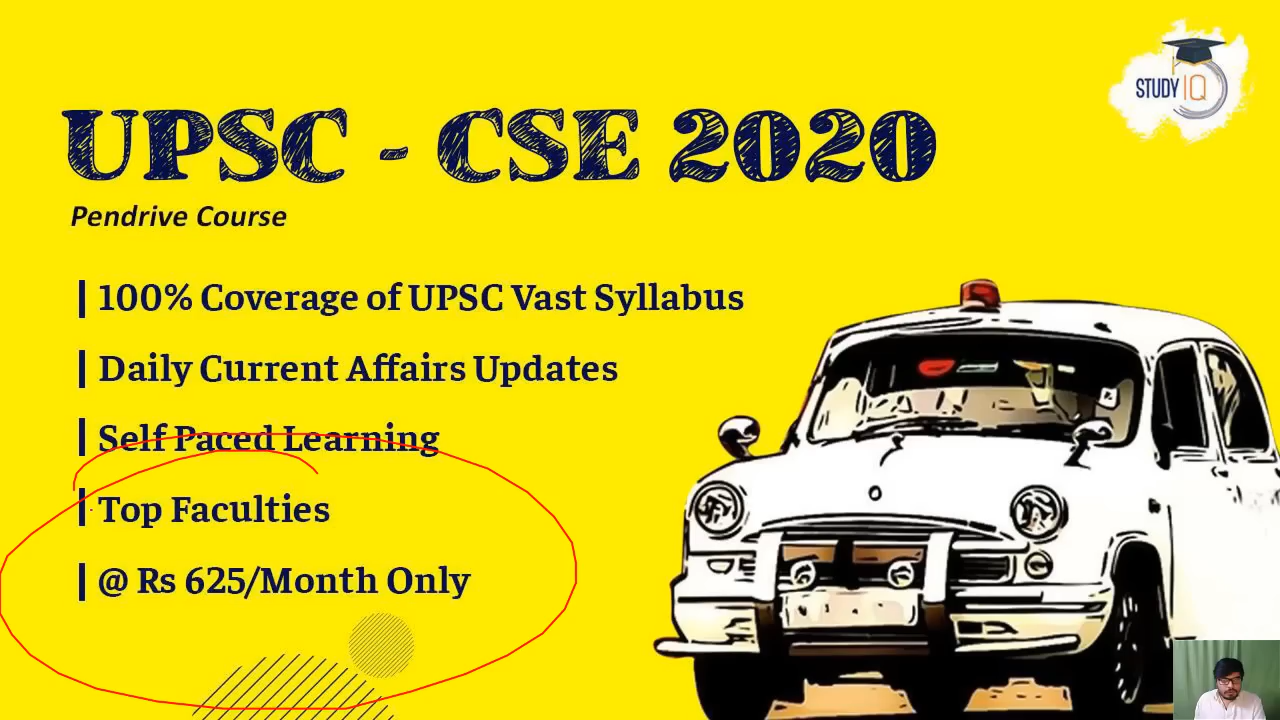 STUDY IQ
UPSC - CSE 2020
Pendrive Course
100% Coverage of UPSC Vast Syllabus
Daily Current Affairs Updates
Self Paced Learning
Top Faculties
@ Rs 625/Month Only